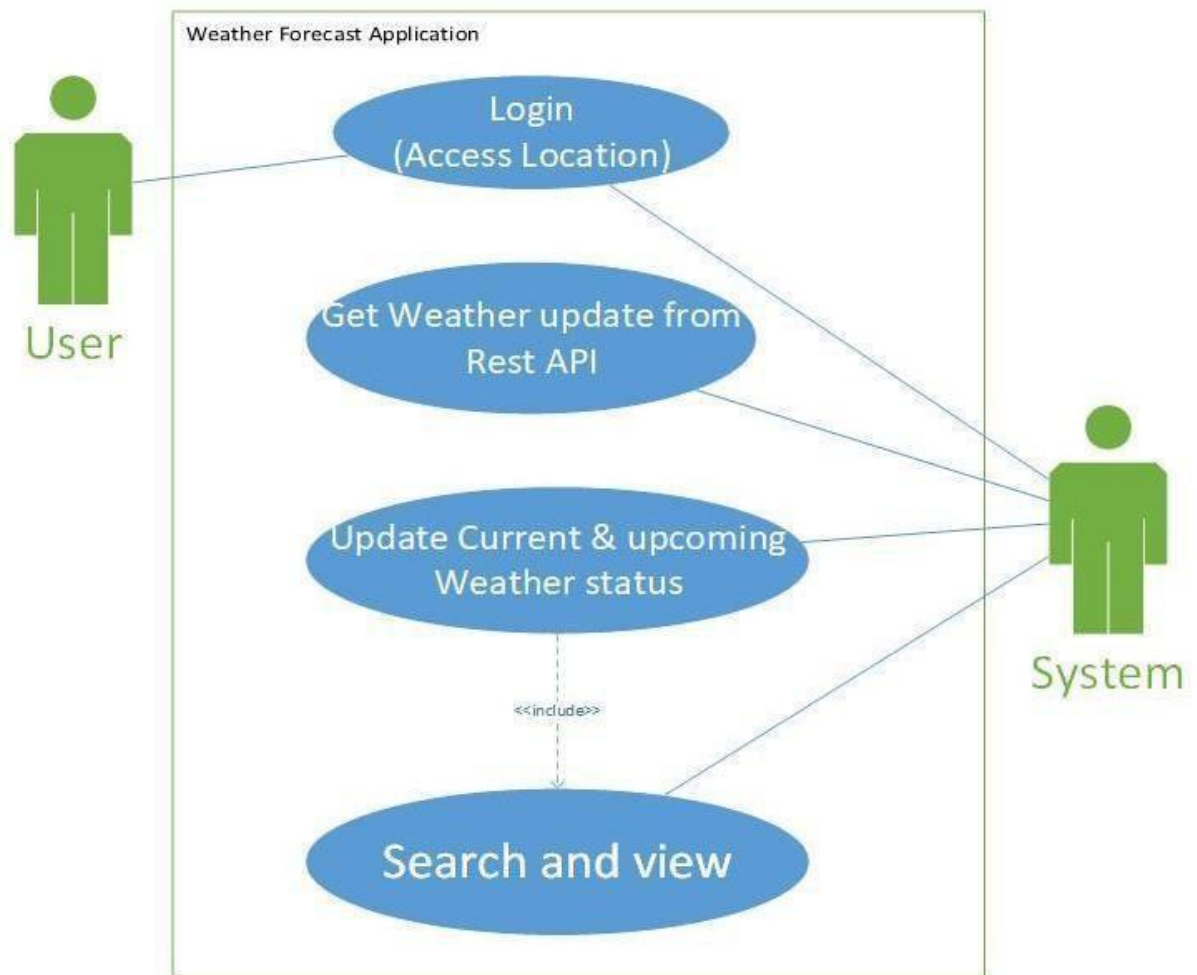 Weather Forecast Application
Login
(Access Location)
User
Get Weather update from
Rest API
Update Current & upcoming
Weather status
System
<<include>>
Search and view